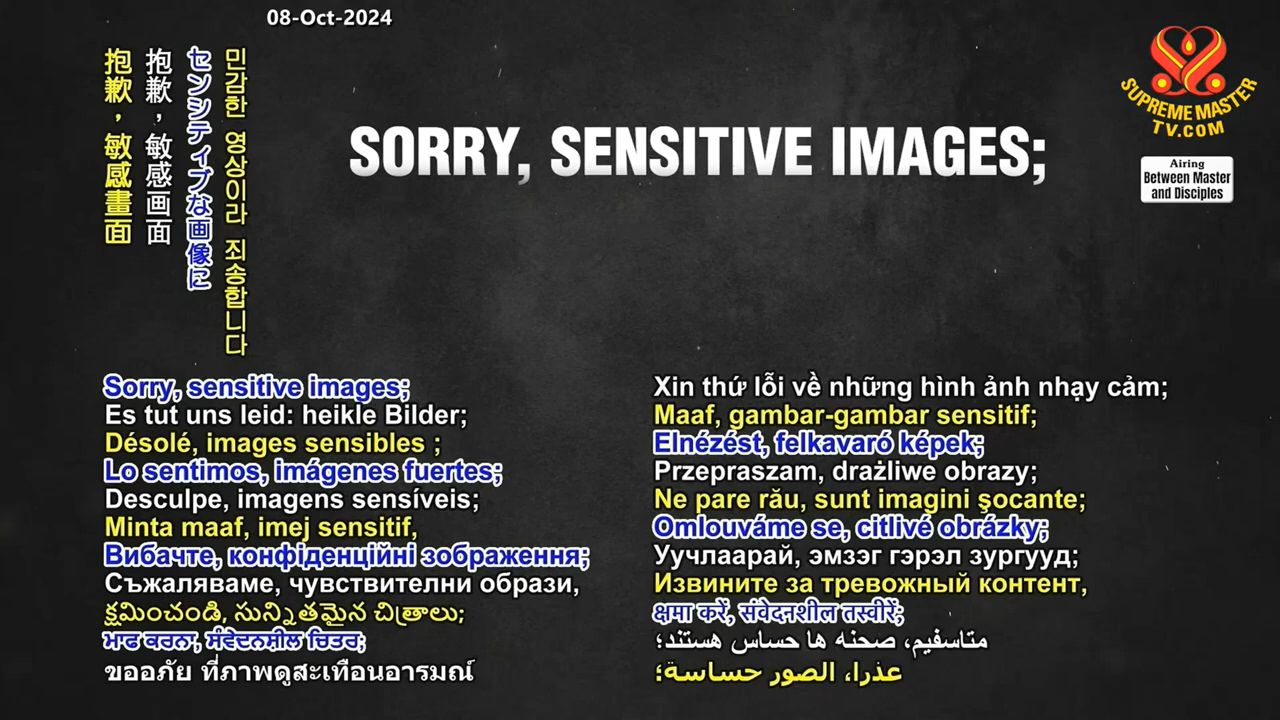 08-Oct-2024
抱歉，敏感畫面
抱歉，敏感画面
センシティブな画像に
민감한 영상이라 죄송합니다
SORRY, SENSITIVE IMAGES;
SUPREME MASTER
TV.COM
Airing
Between Master
and Disciples
Sorry, sensitive images;
Es tut uns leid: heikle Bilder;
Désolé, images sensibles ;
Lo sentimos, imágenes fuertes;
Desculpe, imagens sensíveis;
Minta maaf, imej sensitif,
Вибачте, конфіденційні зображення;
Съжаляваме, чувствителни образи,
క్షమించండి, సున్నితమైన చిత్రాలు;
ਮਾਫ ਕਰਨਾ, ਸੰਵੇਦਨਸ਼ੀਲ ਚਿਤਰ;
ขออภัย ที่ภาพดูสะเทือนอารมณ์
Xin thứ lỗi về những hình ảnh nhạy cảm;
Maaf, gambar-gambar sensitif;
Elnézést, felkavaró képek;
Przepraszam, drażliwe obrazy;
Ne pare rău, sunt imagini șocante;
Omlouváme se, citlivé obrázky;
Уучлаарай, эмзэг гэрэл зургууд;
Извините за тревожный контент,
क्षमा करें, संवेदनशील तस्वीरें;
متاسفیم، صحنه ها حساس هستند؛
عذرا، الصور حساسة؛